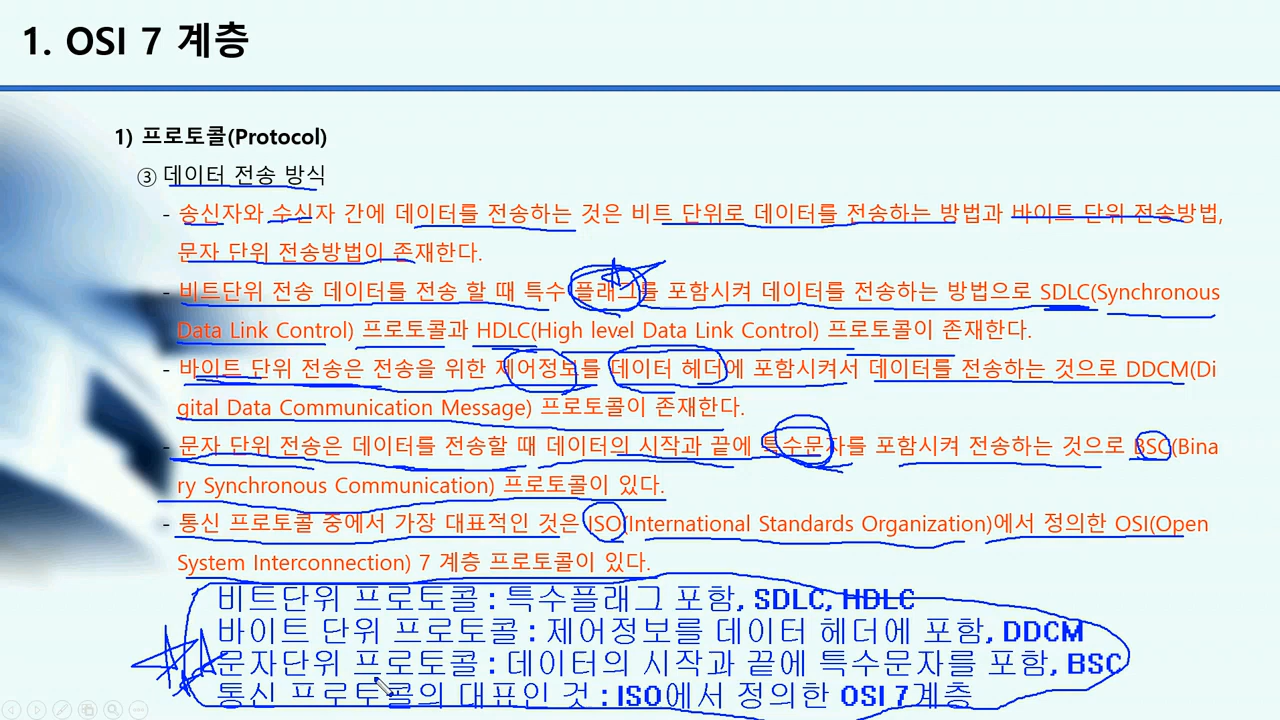 1. OSI 7 계층
1) 프로토콜(Protocol)
③ 데이터 전송 방식
- 송신자와 수신자 간에 데이터를 전송하는 것은 비트 단위로 데이터를 전송하는 방법과 바이트 단위 전송방법,
문자 단위 전송방법이 존재한다.
- 비트단위 전송 데이터를 전송 할 때 특수 플래그를 포함시켜 데이터를 전송하는 방법으로 SDLC(Synchronous
Data Link Control) 프로토콜과 HDLC(High level Data Link Control) 프로토콜이 존재한다.
- 바이트 단위 전송은 전송을 위한 제어정보를 데이터 헤더에 포함시켜서 데이터를 전송하는 것으로 DDCM(Di
gital Data Communication Message) 프로토콜이 존재한다.
- 문자 단위 전송은 데이터를 전송할 때 데이터의 시작과 끝에 특수문자를 포함시켜 전송하는 것으로 BSC(Bina
ry Synchronous Communication) 프로토콜이 있다.
- 통신 프로토콜 중에서 가장 대표적인 것은 ISO(International Standards Organization)에서 정의한 OSI(Open
System Interconnection) 7 계층 프로토콜이 있다.
비트단위 프로토콜 : 특수플래그 포함, SDLC, HDLC
바이트 단위 프로토콜 : 제어정보를 데이터 헤더에 포함, DDCM
문자단위 프로토콜 : 데이터의 시작과 끝에 특수문자를 포함, BSC
통신 프로토콜의 대표인 것 : ISO에서 정의한 OSI 7계층